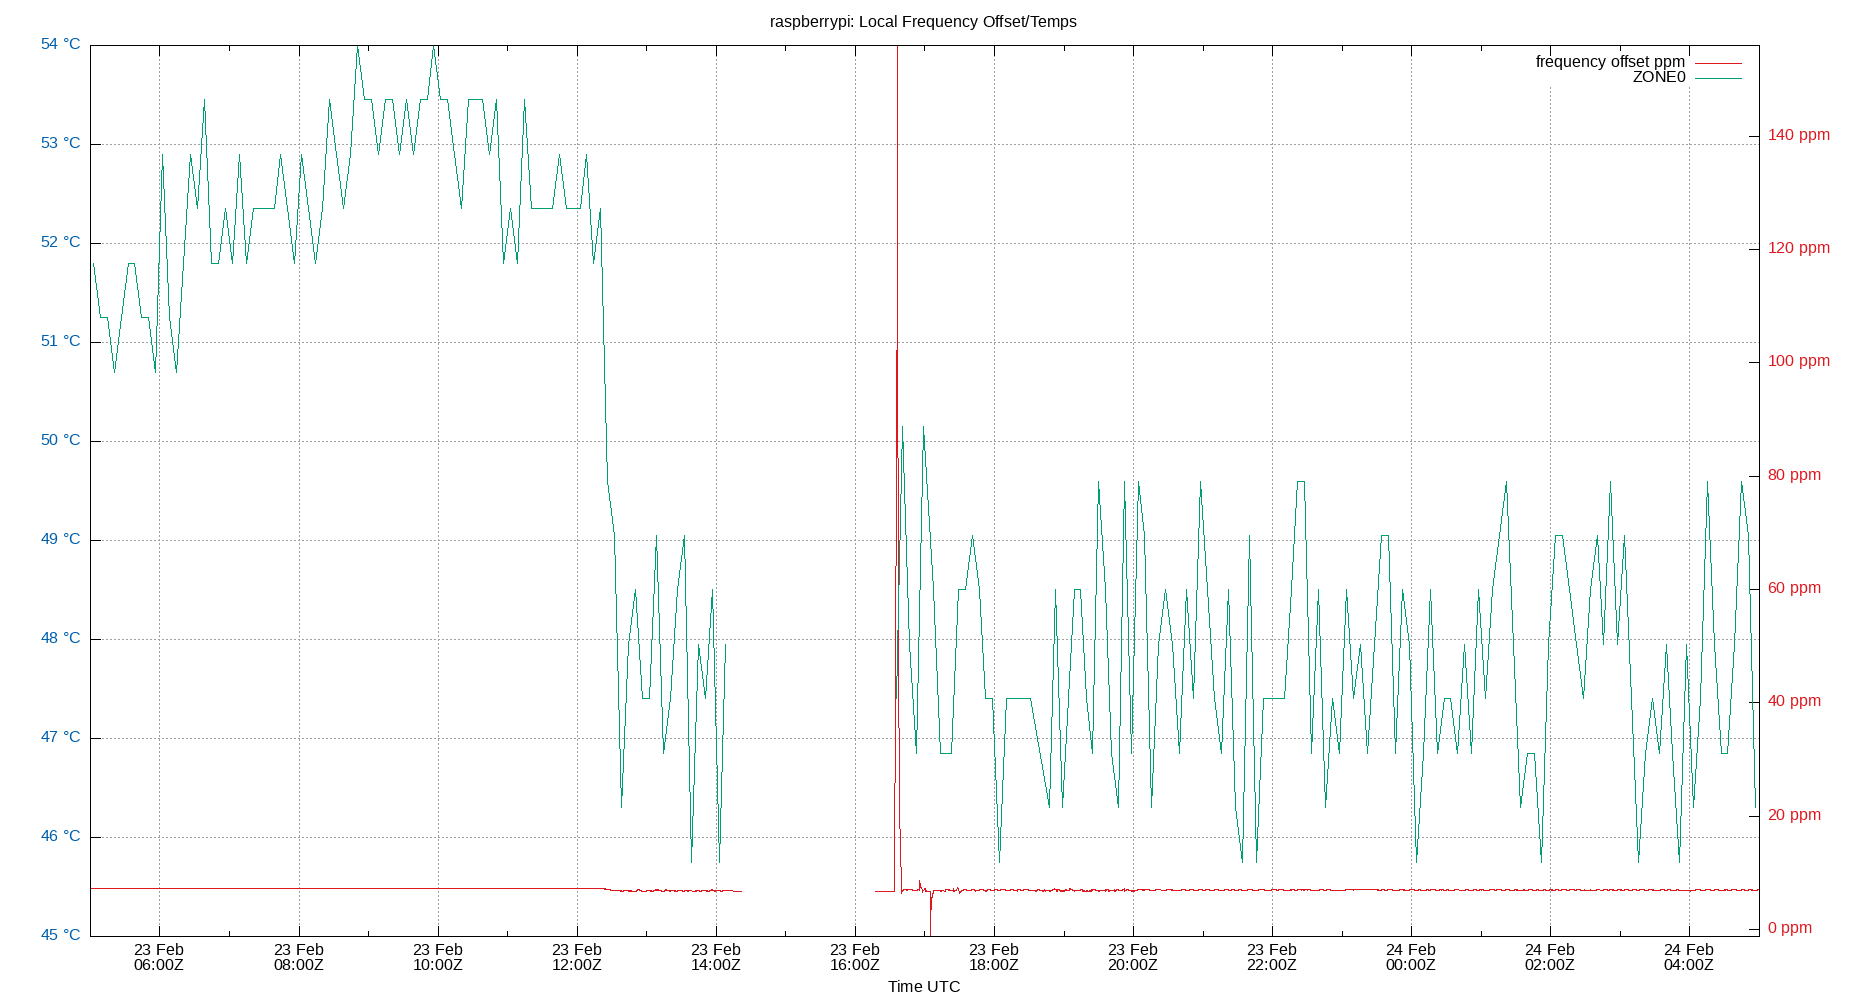 raspberrypi: Local Frequency Offset/Temps
frequency offset ppm
ZONE0
54 °C
53 °C
52 °C
51 °C
50 °C
49 °C
48 °C
47 °C
46 °C
45 °C
140 ppm
120 ppm
100 ppm
80 ppm
60 ppm
40 ppm
20 ppm
0 ppm
23 Feb 23 Feb 23 Feb 23 Feb 23 Feb 23 Feb 23 Feb 23 Feb 23 Feb 24 Feb 24 Feb 24 Feb
06:00Z 08:00Z 10:00Z 12:00Z 14:00Z 16:00Z 18:00Z 20:00Z 22:00Z 00:00Z 02:00Z 04:00Z
Time UTC